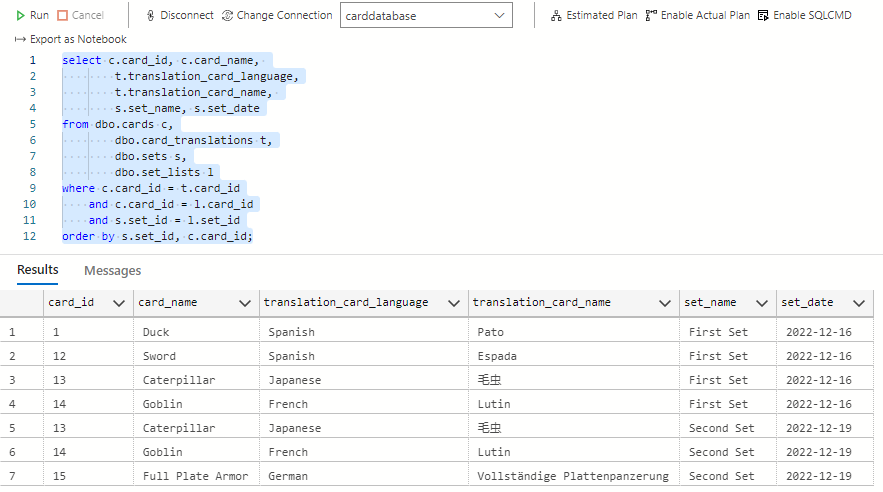 Run Cancel Disconnect Change Connection carddatabase Estimated Plan Enable Actual Plan Enable SQLCMD
Export as Notebook
1 select c.card_id, c.card_name,
2 t.translation_card_language,
3 t.translation_card_name,
4 s.set_name, s.set_date
5 from dbo.cards c,
6 dbo.card_translations t,
7 dbo.sets s,
8 dbo.set_lists l
9 where c.card_id = t.card_id
10 and c.card_id = l.card_id
11 and s.set_id = l.set_id
12 order by s.set_id, c.card_id;
Results Messages
card_id card_name translation_card_language translation_card_name set_name set_date
1 1 Duck Spanish Pato First Set 2022-12-16
2 12 Sword Spanish Espada First Set 2022-12-16
3 13 Caterpillar Japanese 毛虫 First Set 2022-12-16
4 14 Goblin French Lutin First Set 2022-12-16
5 13 Caterpillar Japanese 毛虫 Second Set 2022-12-19
6 14 Goblin French Lutin Second Set 2022-12-19
7 15 Full Plate Armor German Vollständige Plattenpanzerung Second Set 2022-12-19